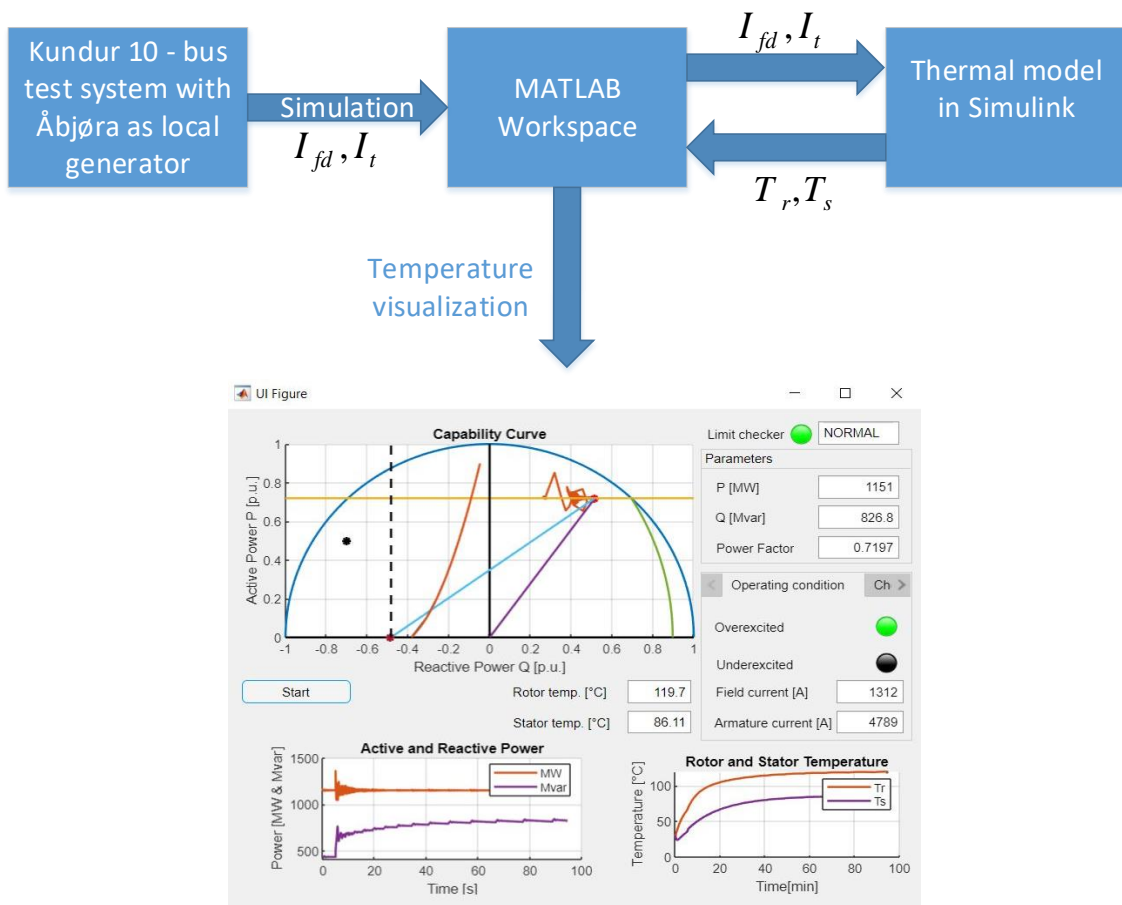 Kundur 10 - bus
test system with
Åbjøra as local
generator
Simulation
I_fd, I_t
MATLAB
Workspace
I_fd, I_t
T_r, T_s
Thermal model
in Simulink
Temperature
visualization
UI Figure
Capability Curve
Active Power P [p.u.]
1
0.8
0.6
0.4
0.2
0
-1 -0.8 -0.6 -0.4 -0.2 0 0.2 0.4 0.6 0.8 1
Reactive Power Q [p.u.]
Limit checker NORMAL
Parameters
P [MW] 1151
Q [Mvar] 826.8
Power Factor 0.7197
< Operating condition Ch >
Overexcited
Underexcited
Field current [A] 1312
Armature current [A] 4789
Start
Rotor temp. [°C] 119.7
Stator temp. [°C] 86.11
Active and Reactive Power
Power [MW & Mvar]
1500
1000
500
MW
Mvar
0 20 40 60 80 100
Time [s]
Rotor and Stator Temperature
Temperature [°C]
100
50
0
Tr
Ts
0 20 40 60 80 100
Time[min]